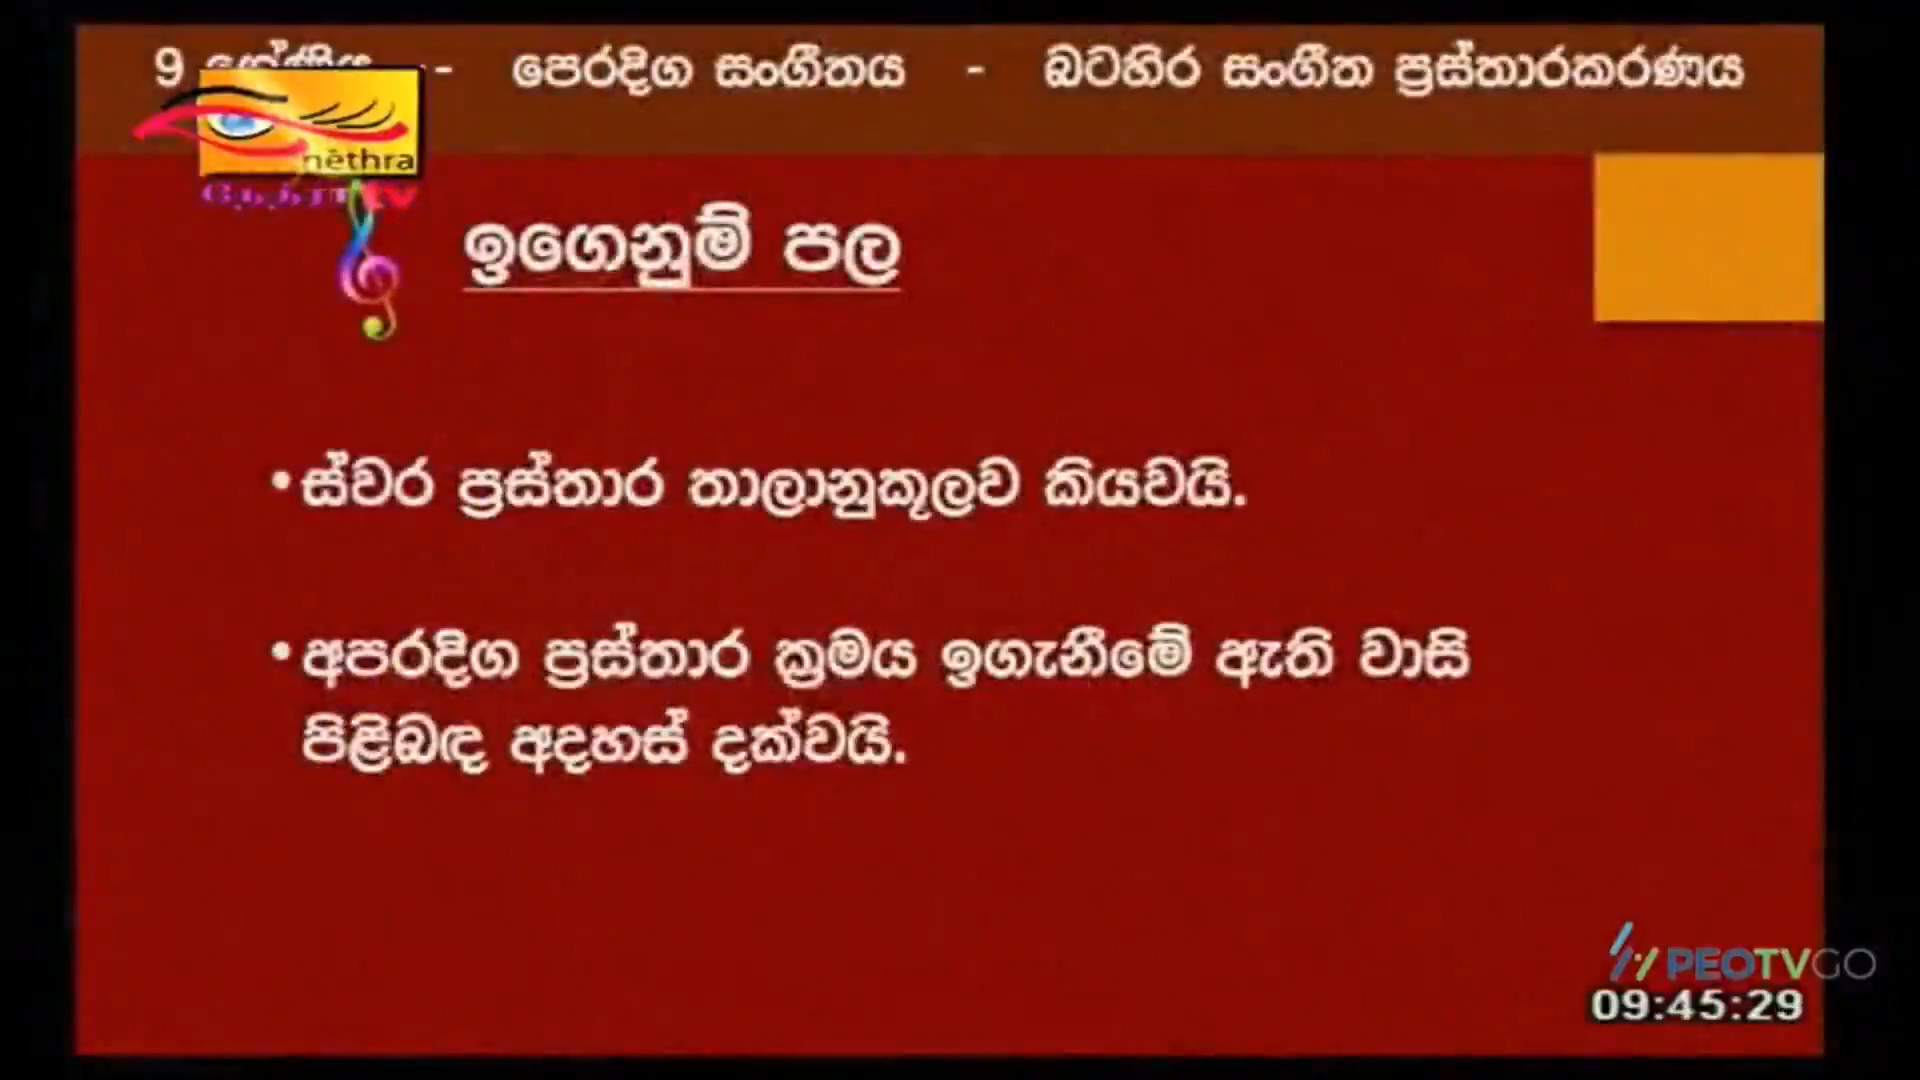 9 ශ්‍රේණිය - පෙරදිග සංගීතය - බටහිර සංගීත ප්‍රස්තාරකරණය
nēthra
நேத்ரா tv
ඉගෙනුම් පල
•ස්වර ප්‍රස්තාර තාලානුකූලව කියවයි.
•අපරදිග ප්‍රස්තාර ක්‍රමය ඉගැනීමේ ඇති වාසි
පිළිබඳ අදහස් දක්වයි.
PEOTVGO
09:45:29